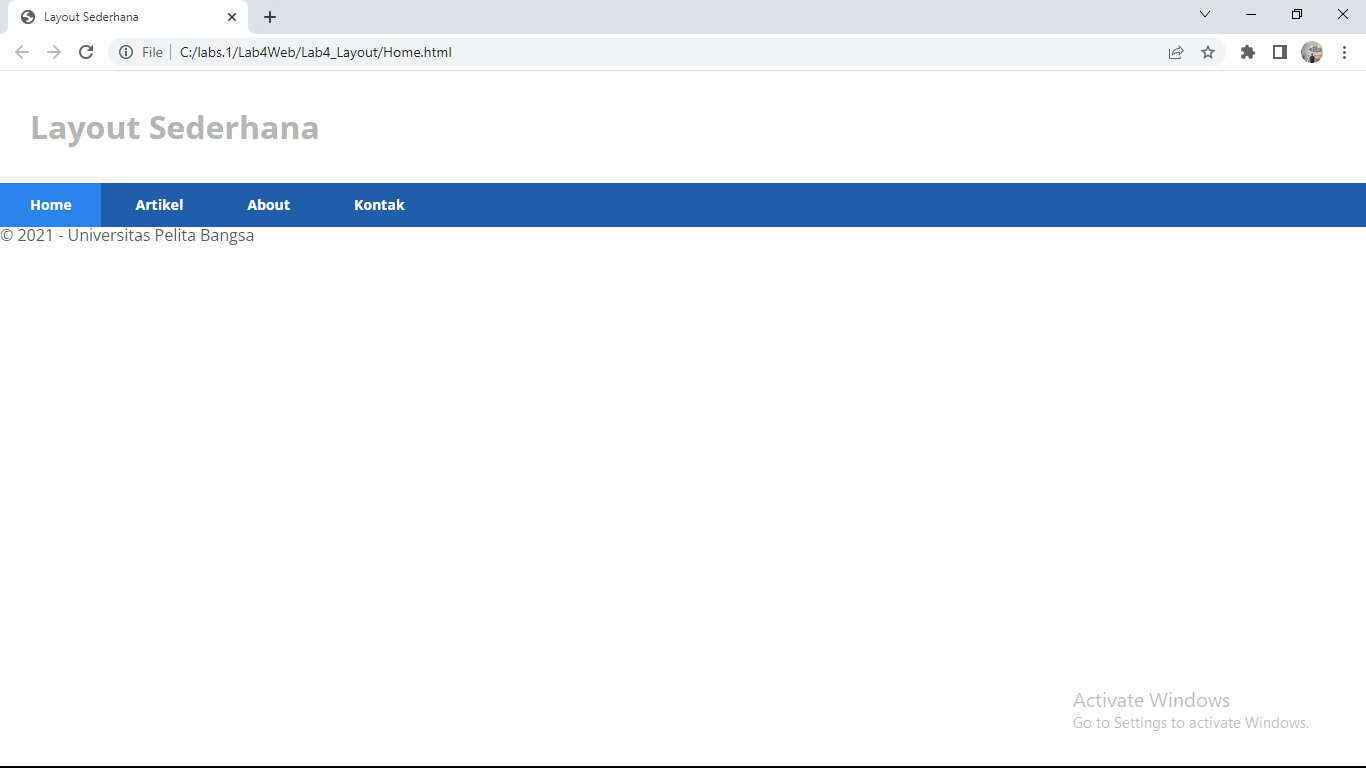 Layout Sederhana
File C:/labs.1/Lab4Web/Lab4_Layout/Home.html
Layout Sederhana
Home Artikel About Kontak
© 2021 - Universitas Pelita Bangsa
Activate Windows
Go to Settings to activate Windows.